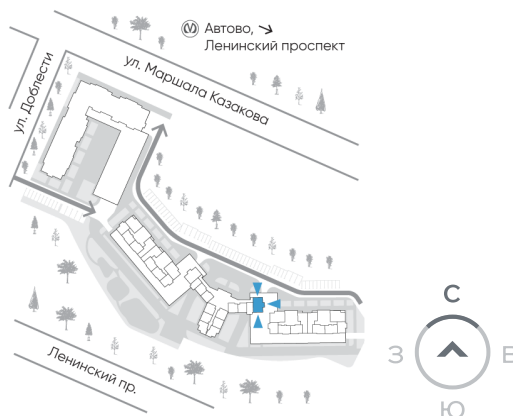 М Автово, ↘
Ленинский проспект
ул. Маршала Казакова
ул. Доблести
Ленинский пр.
С
З
В
Ю